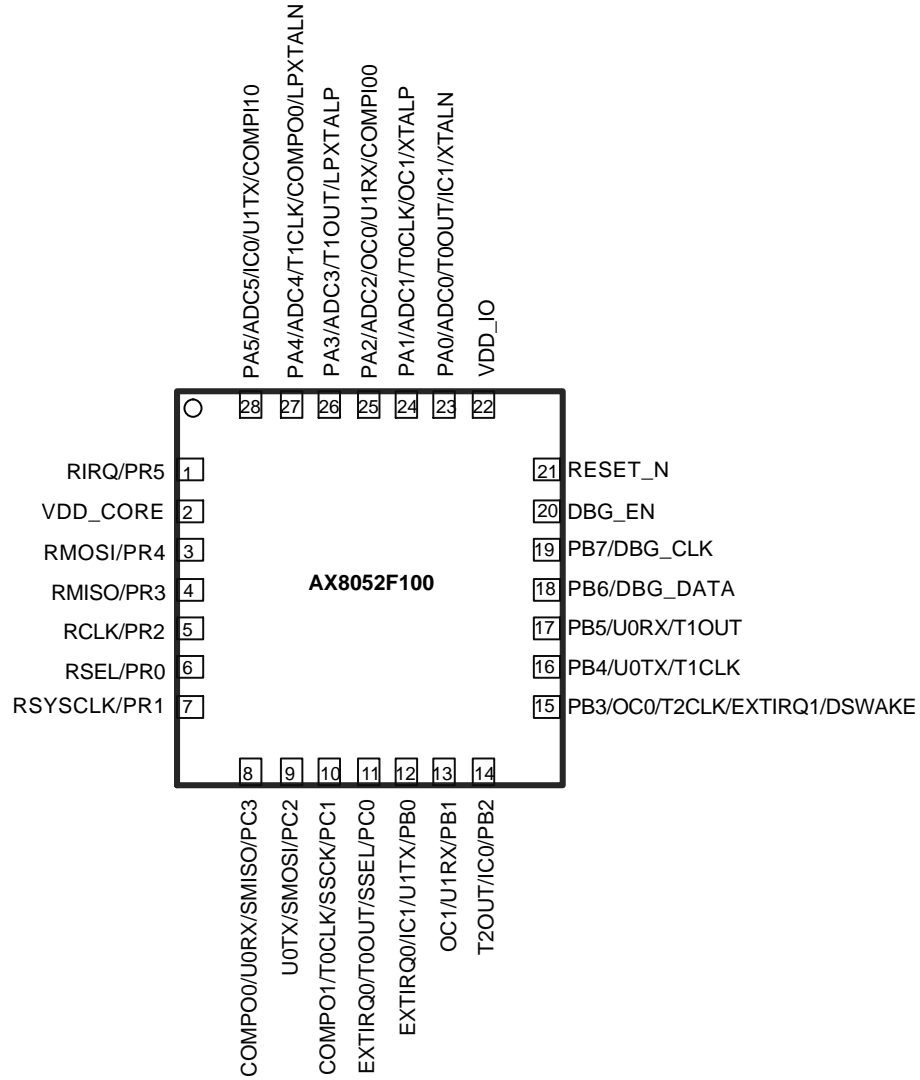 PA5/ADC5/IC0/U1TX/COMPI10
PA4/ADC4/T1CLK/COMPO0/LPXTALN
PA3/ADC3/T1OUT/LPXTALP
PA2/ADC2/OC0/U1RX/COMPI00
PA1/ADC1/T0CLK/OC1/XTALP
PA0/ADC0/T0OUT/IC1/XTALN
VDD_IO
28
27
26
25
24
23
22
RIRQ/PR5
1
21
RESET_N
VDD_CORE
2
20
DBG_EN
RMOSI/PR4
3
19
PB7/DBG_CLK
RMISO/PR3
4
AX8052F100
18
PB6/DBG_DATA
RCLK/PR2
5
17
PB5/U0RX/T1OUT
RSEL/PR0
6
16
PB4/U0TX/T1CLK
RSYSCLK/PR1
7
15
PB3/OC0/T2CLK/EXTIRQ1/DSWAKE
8
9
10
11
12
13
14
COMPO0/U0RX/SMISO/PC3
U0TX/SMOSI/PC2
COMPO1/T0CLK/SSCK/PC1
EXTIRQ0/T0OUT/SSEL/PC0
EXTIRQ0/IC1/U1TX/PB0
OC1/U1RX/PB1
T2OUT/IC0/PB2